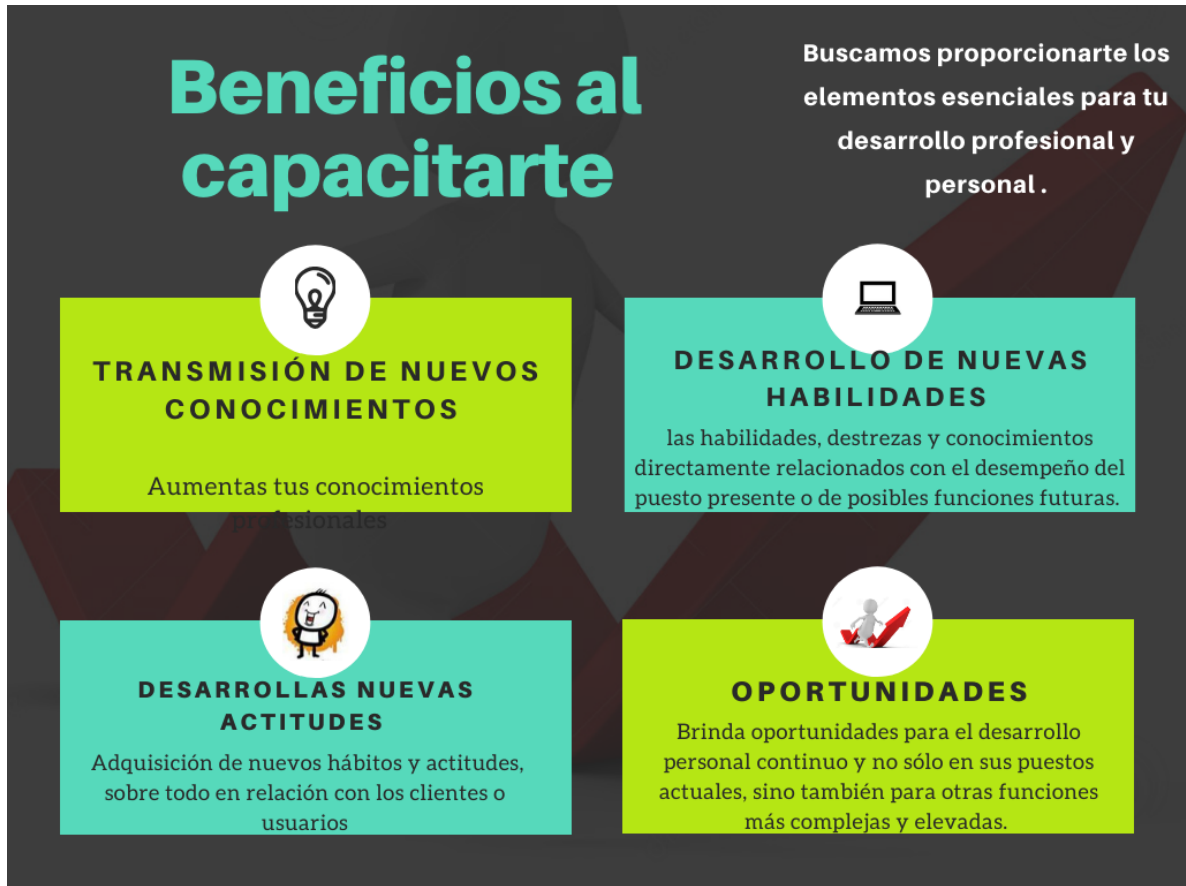 Beneficios al
capacitarte
Buscamos proporcionarte los
elementos esenciales para tu
desarrollo profesional y
personal .
TRANSMISIÓN DE NUEVOS
CONOCIMIENTOS
Aumentas tus conocimientos
profesionales
DESARROLLO DE NUEVAS
HABILIDADES
las habilidades, destrezas y conocimientos
directamente relacionados con el desempeño del
puesto presente o de posibles funciones futuras.
DESARROLLAS NUEVAS
ACTITUDES
Adquisición de nuevos hábitos y actitudes,
sobre todo en relación con los clientes o
usuarios
OPORTUNIDADES
Brinda oportunidades para el desarrollo
personal continuo y no sólo en sus puestos
actuales, sino también para otras funciones
más complejas y elevadas.